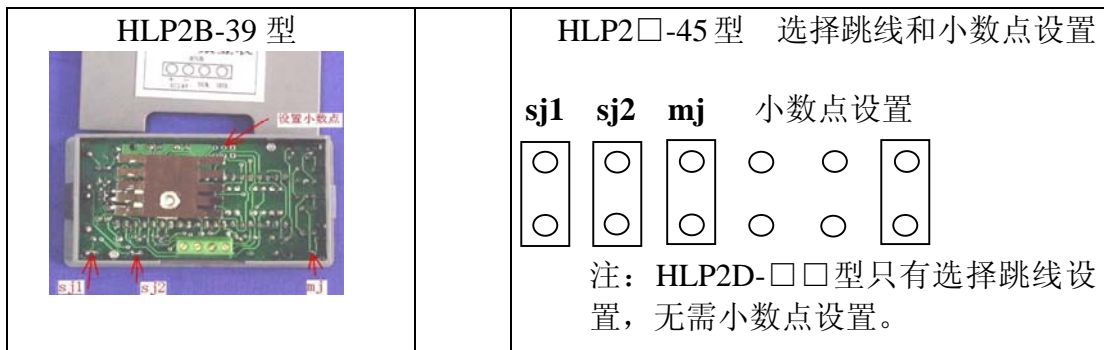 HLP2B-39 型
设置小数点
sj1
sj2
mj
HLP2□-45型 选择跳线和小数点设置
sj1 sj2 mj 小数点设置
注：HLP2D-□□型只有选择跳线设
置，无需小数点设置。